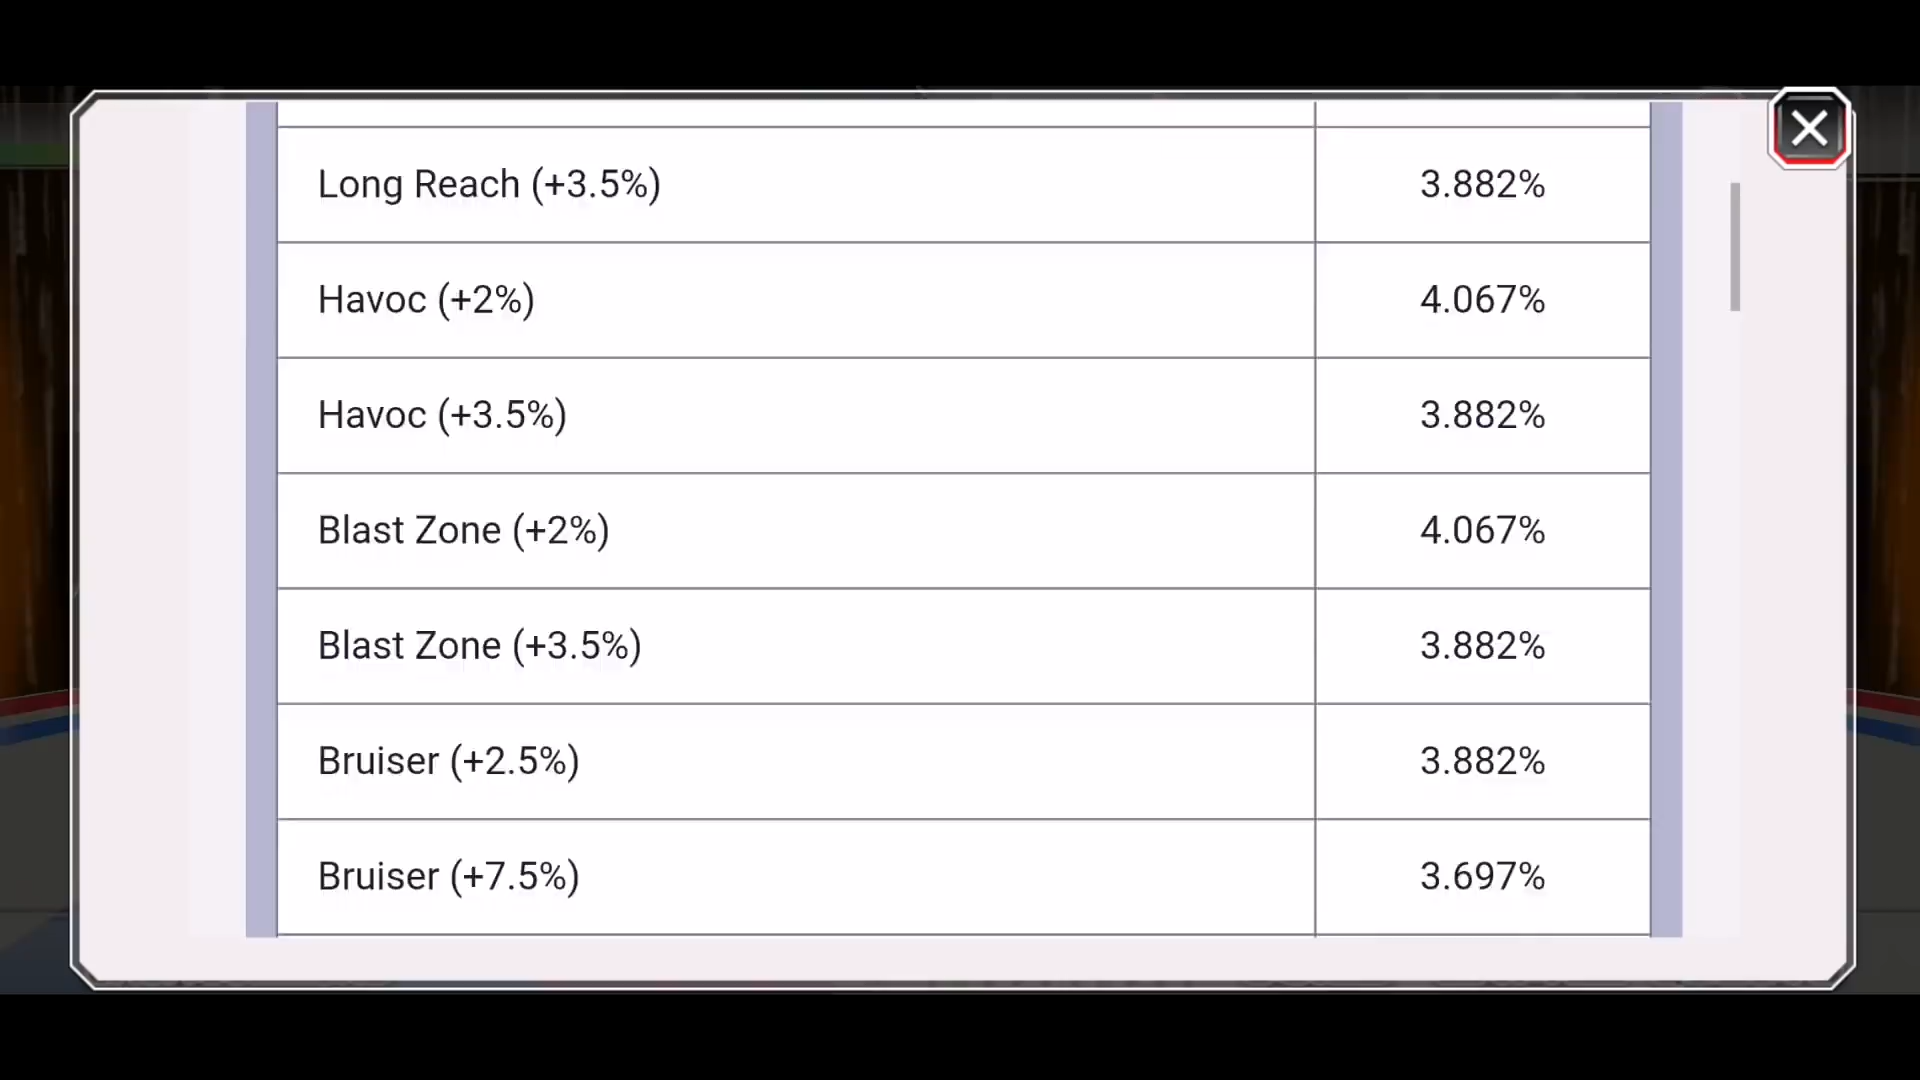 Long Reach (+3.5%) 3.882%
Havoc (+2%) 4.067%
Havoc (+3.5%) 3.882%
Blast Zone (+2%) 4.067%
Blast Zone (+3.5%) 3.882%
Bruiser (+2.5%) 3.882%
Bruiser (+7.5%) 3.697%